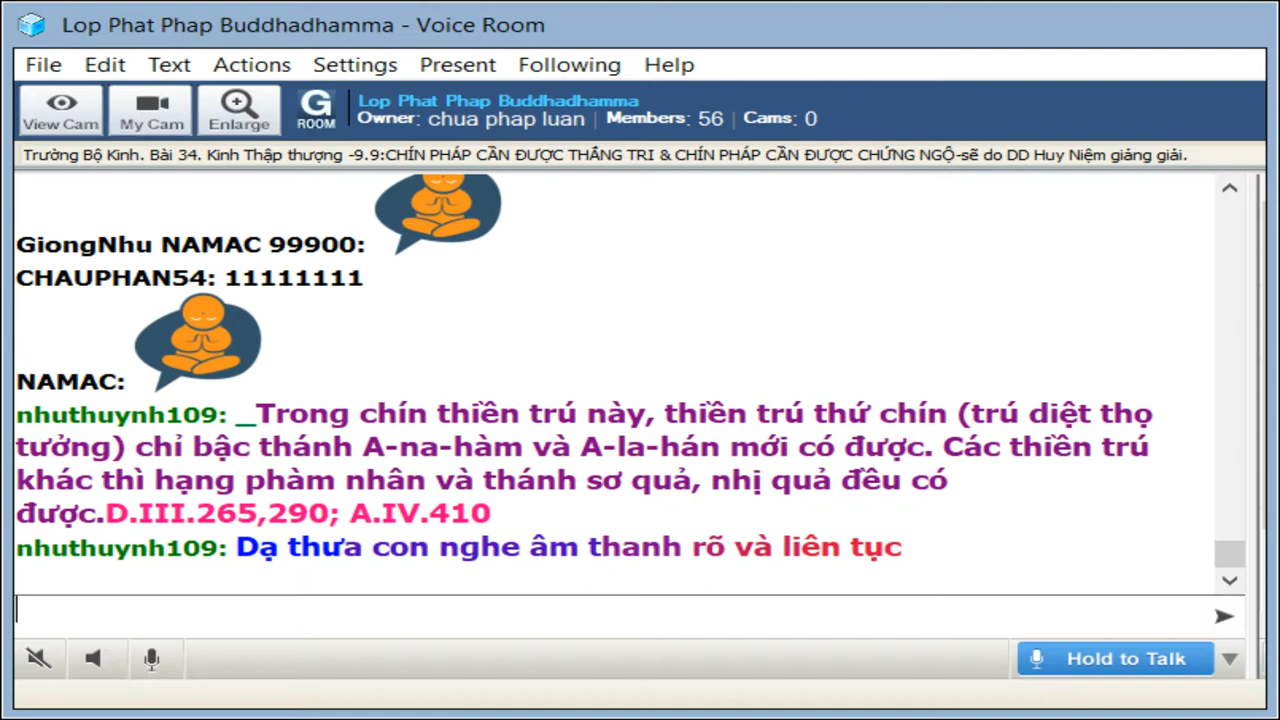 Lop Phat Phap Buddhadhamma - Voice Room
File Edit Text Actions Settings Present Following Help
View Cam My Cam Enlarge G ROOM Lop Phat Phap Buddhadhamma
Owner: chua phap luan | Members: 56 | Cams: 0
Trường Bộ Kinh. Bài 34. Kinh Thập thượng -9.9:CHÍN PHÁP CẦN ĐƯỢC THẮNG TRI & CHÍN PHÁP CẦN ĐƯỢC CHỨNG NGỘ-sẽ do DD Huy Niệm giảng giải.
GiongNhu NAMAC 99900:
CHAUPHAN54: 11111111
NAMAC:
nhuthuynh109: _Trong chín thiền trú này, thiền trú thứ chín (trú diệt thọ
tưởng) chỉ bậc thánh A-na-hàm và A-la-hán mới có được. Các thiền trú
khác thì hạng phàm nhân và thánh sơ quả, nhị quả đều có
được.D.III.265,290; A.IV.410
nhuthuynh109: Dạ thưa con nghe âm thanh rõ và liên tục
Hold to Talk